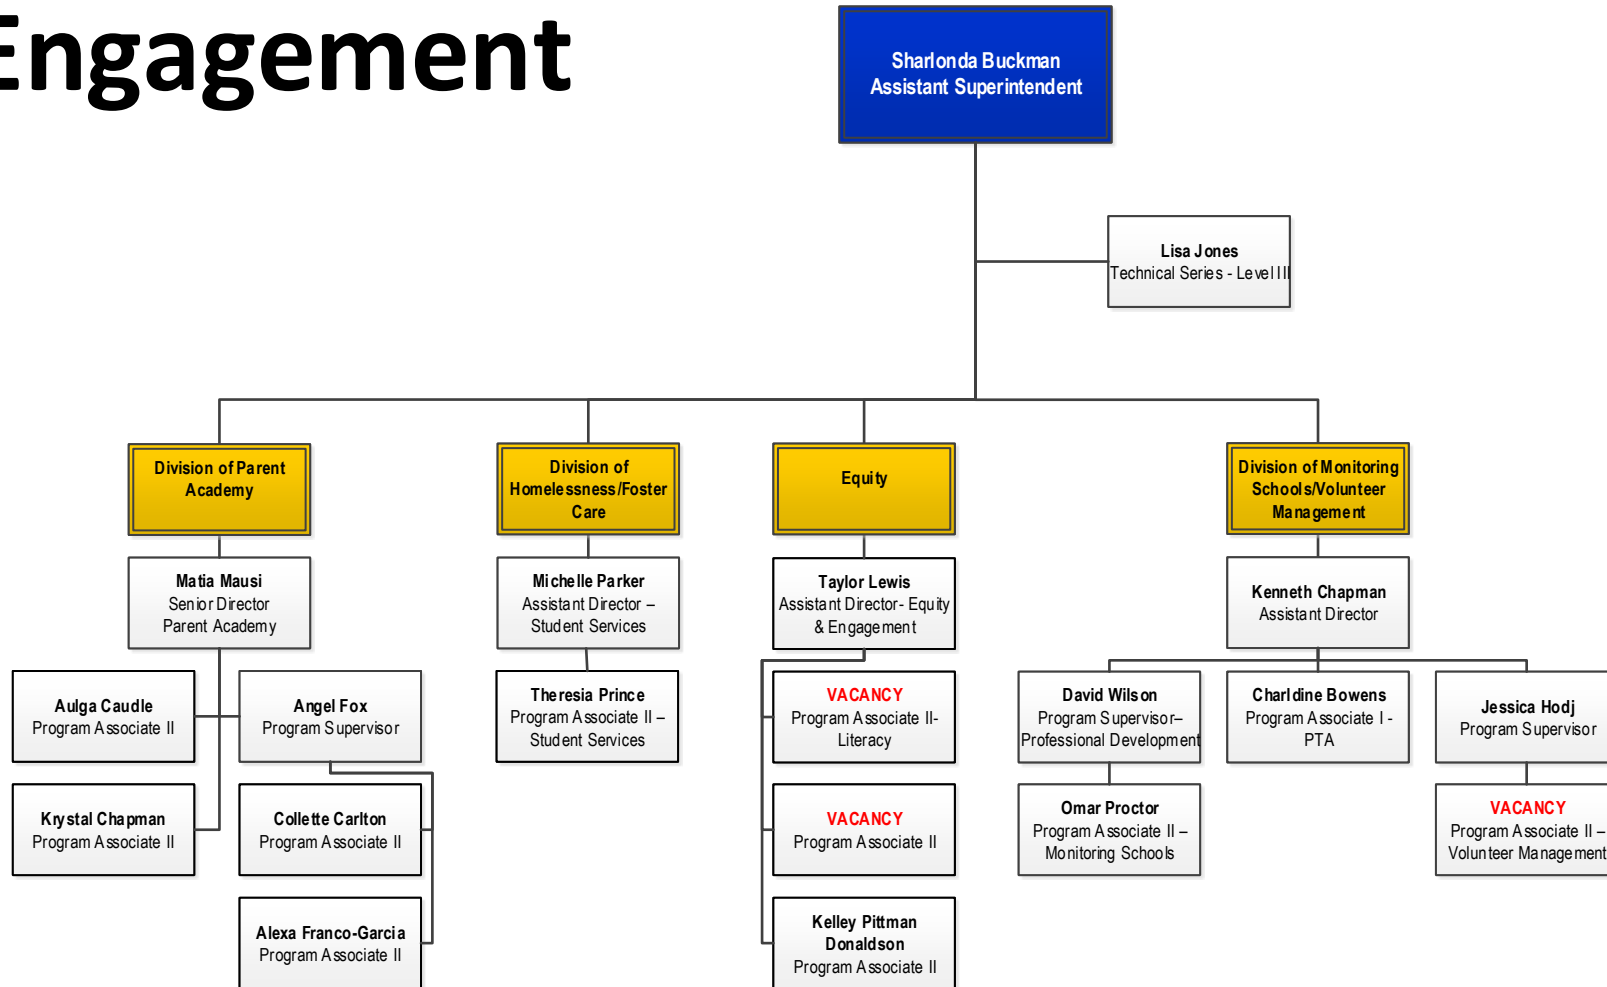 Engagement
Sharlonda Buckman
Assistant Superintendent
Lisa Jones
Technical Series - Level III
Division of Parent
Academy
Division of
Homelessness/Foster
Care
Equity
Division of Monitoring
Schools/Volunteer
Management
Matia Mausi
Senior Director
Parent Academy
Michelle Parker
Assistant Director –
Student Services
Taylor Lewis
Assistant Director- Equity
& Engagement
Kenneth Chapman
Assistant Director
Aulga Caudle
Program Associate II
Angel Fox
Program Supervisor
Theresia Prince
Program Associate II –
Student Services
VACANCY
Program Associate II-
Literacy
David Wilson
Program Supervisor–
Professional Development
Charldine Bowens
Program Associate I -
PTA
Jessica Hodj
Program Supervisor
Krystal Chapman
Program Associate II
Collette Carlton
Program Associate II
VACANCY
Program Associate II
Omar Proctor
Program Associate II –
Monitoring Schools
VACANCY
Program Associate II –
Volunteer Management
Alexa Franco-Garcia
Program Associate II
Kelley Pittman
Donaldson
Program Associate II